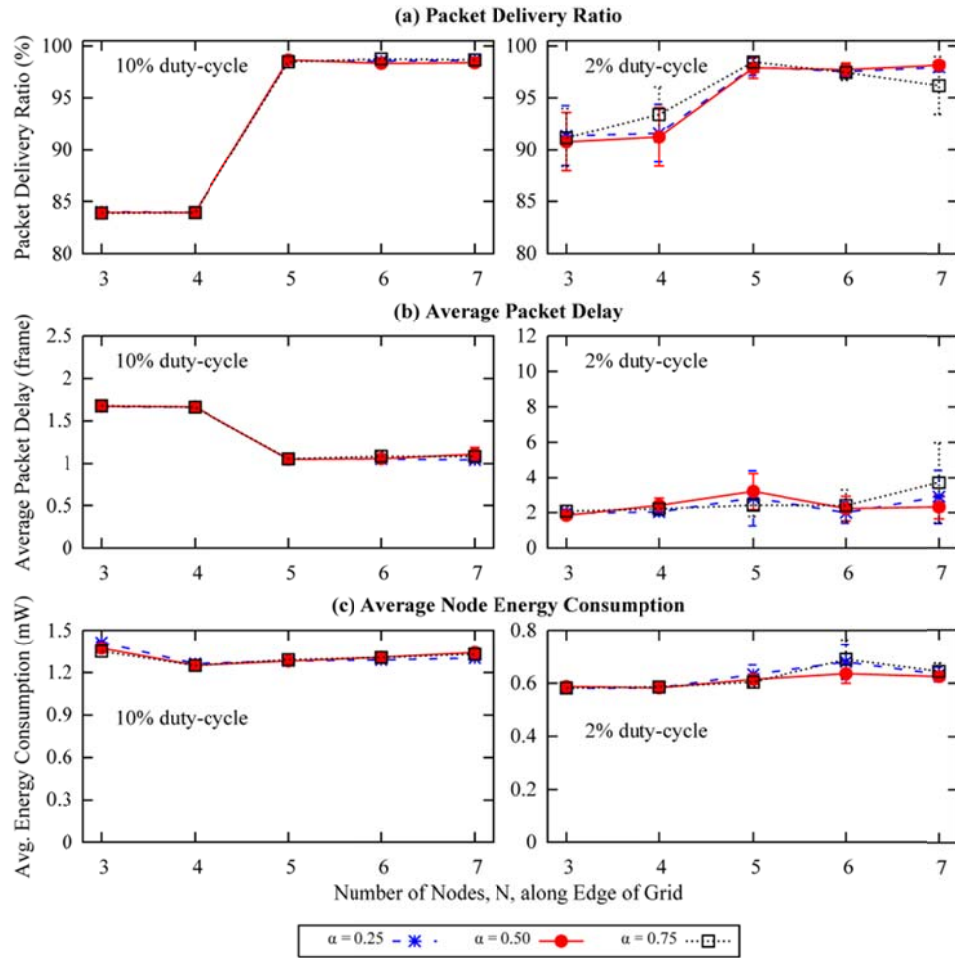 (a) Packet Delivery Ratio
Packet Delivery Ratio (%)
100
95
90
85
80
10% duty-cycle
3 4 5 6 7
100
95
90
85
80
2% duty-cycle
3 4 5 6 7
(b) Average Packet Delay
Average Packet Delay (frame)
2.5
2
1.5
1
0.5
0
10% duty-cycle
3 4 5 6 7
12
10
8
6
4
2
0
2% duty-cycle
3 4 5 6 7
(c) Average Node Energy Consumption
Avg. Energy Consumption (mW)
1.5
1.2
0.9
0.6
0.3
0
10% duty-cycle
3 4 5 6 7
0.8
0.6
0.4
0.2
0
2% duty-cycle
3 4 5 6 7
Number of Nodes, N, along Edge of Grid
α = 0.25 α = 0.50 α = 0.75